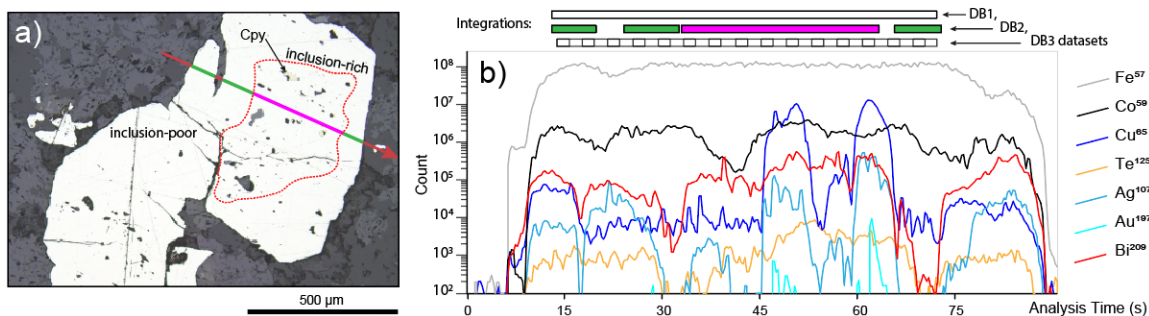 a)
Cpy
inclusion-rich
inclusion-poor
500 µm
Integrations:
DB1,
DB2,
DB3 datasets
b)
Count
10⁸
10⁷
10⁶
10⁵
10⁴
10³
10²
0
15
30
45
60
75
Analysis Time (s)
Fe⁵⁷
Co⁵⁹
Cu⁶⁵
Te¹²⁵
Ag¹⁰⁷
Au¹⁹⁷
Bi²⁰⁹